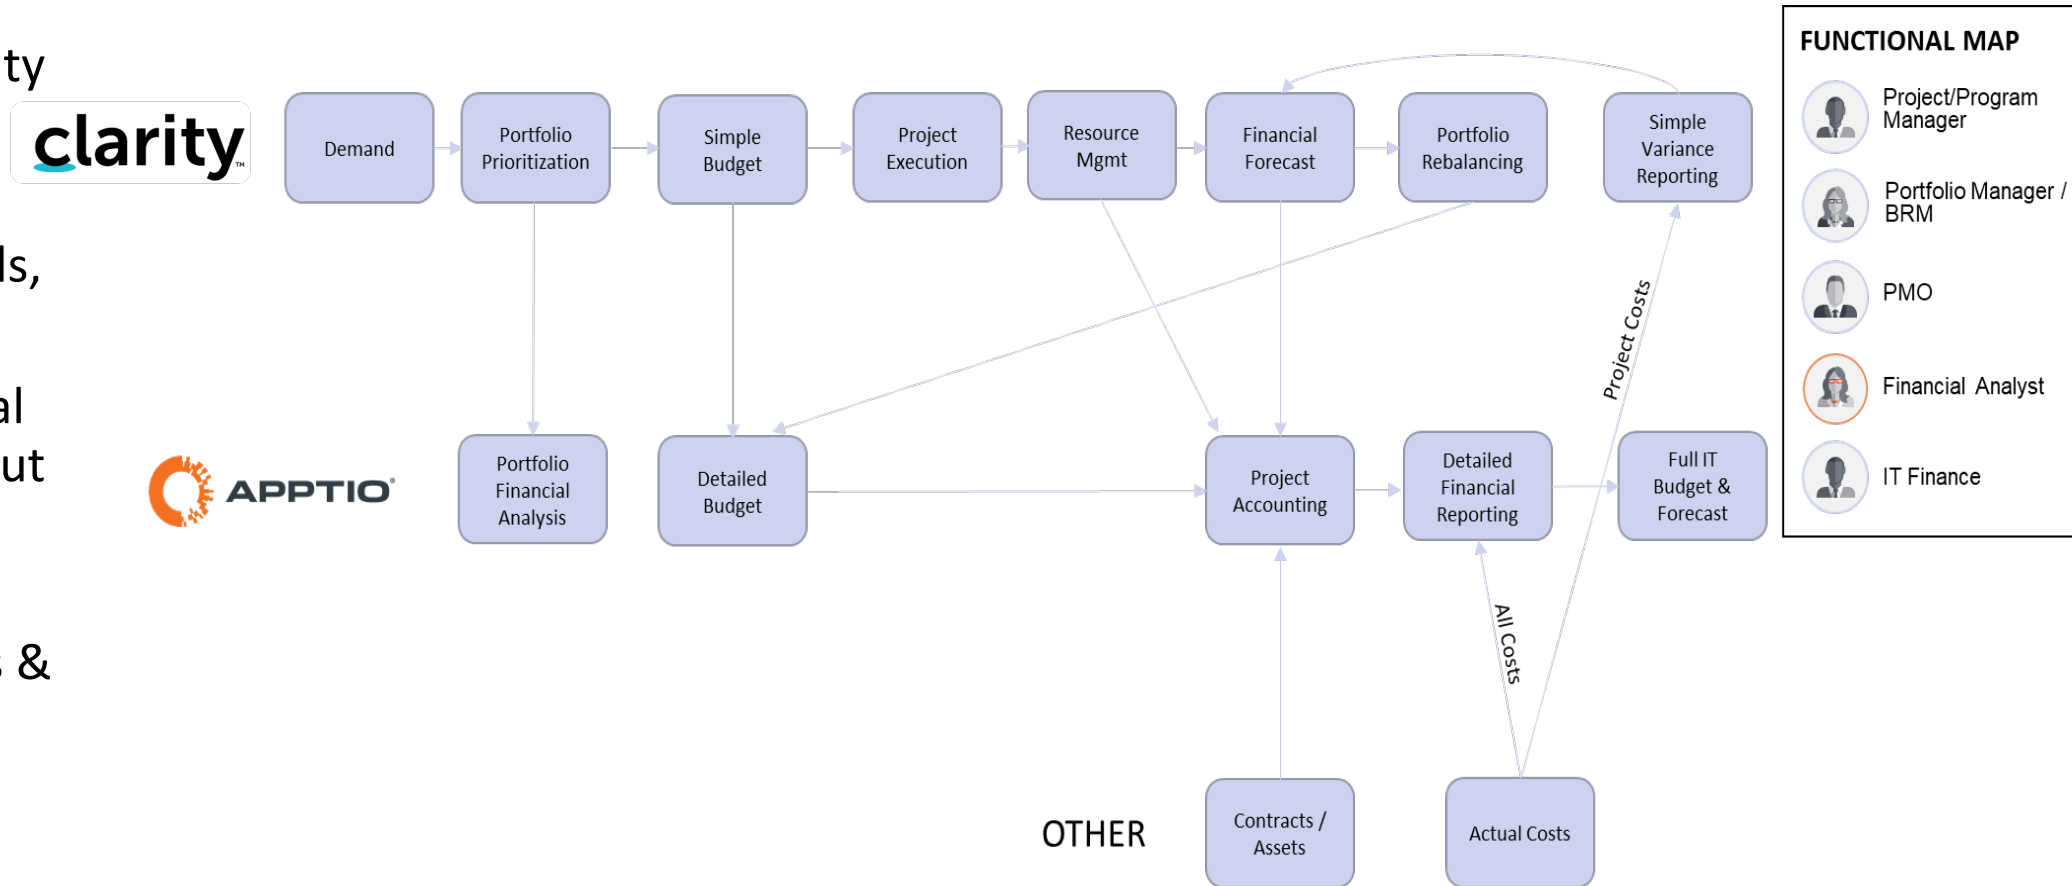 ty
ls,
al
ut
s &
clarity™
Demand
Portfolio
Prioritization
Simple
Budget
Project
Execution
Resource
Mgmt
Financial
Forecast
Portfolio
Rebalancing
Simple
Variance
Reporting
Project Costs
APPTIO®
Portfolio
Financial
Analysis
Detailed
Budget
Project
Accounting
Detailed
Financial
Reporting
Full IT
Budget &
Forecast
All Costs
OTHER
Contracts /
Assets
Actual Costs
FUNCTIONAL MAP
Project/Program
Manager
Portfolio Manager /
BRM
PMO
Financial Analyst
IT Finance